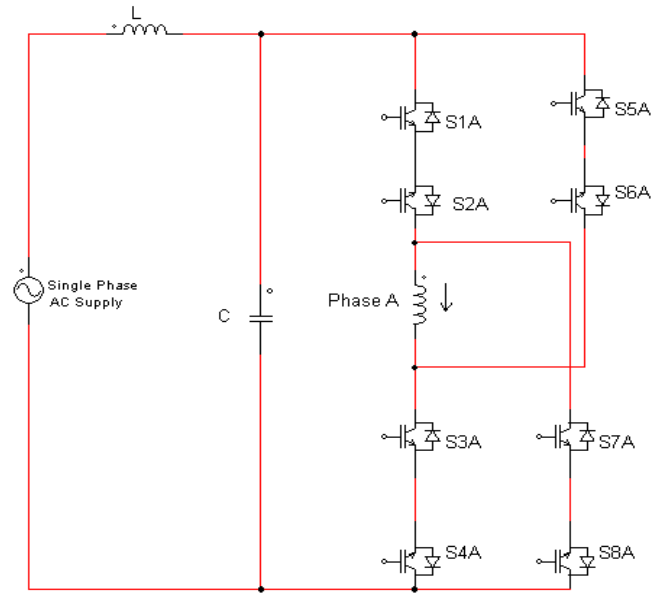 L
S1A
S5A
S2A
S6A
Single Phase
AC Supply
Phase A
C
S3A
S7A
S4A
S8A